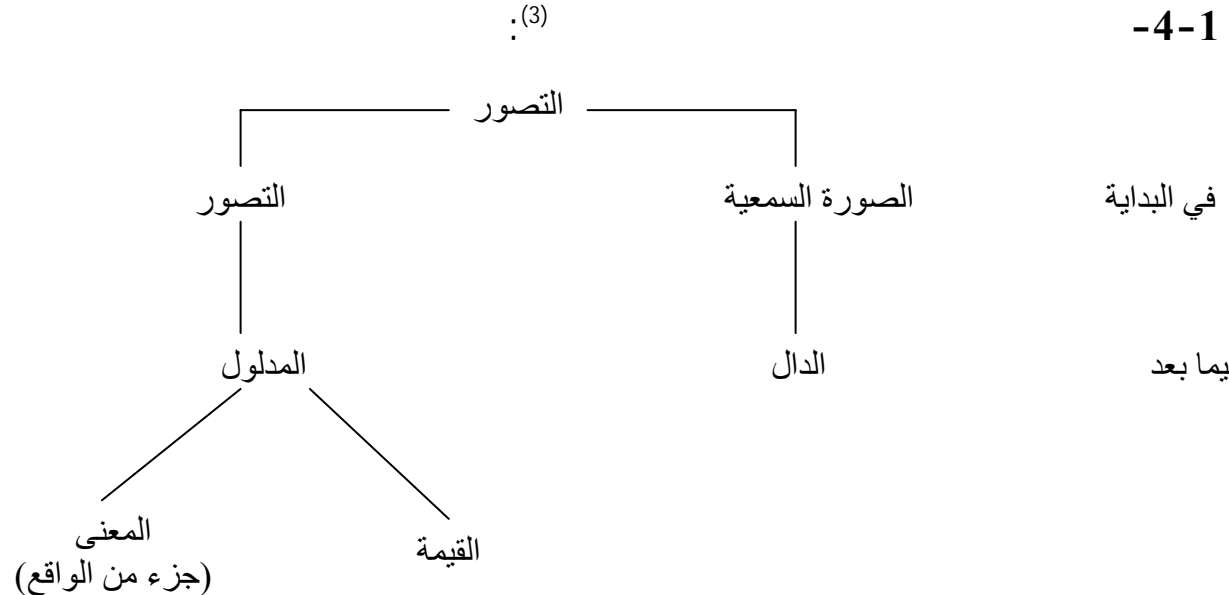 -4-1
:(3)
التصور
في البداية الصورة السمعية التصور
يما بعد الدال المدلول
القيمة المعنى
(جزء من الواقع)